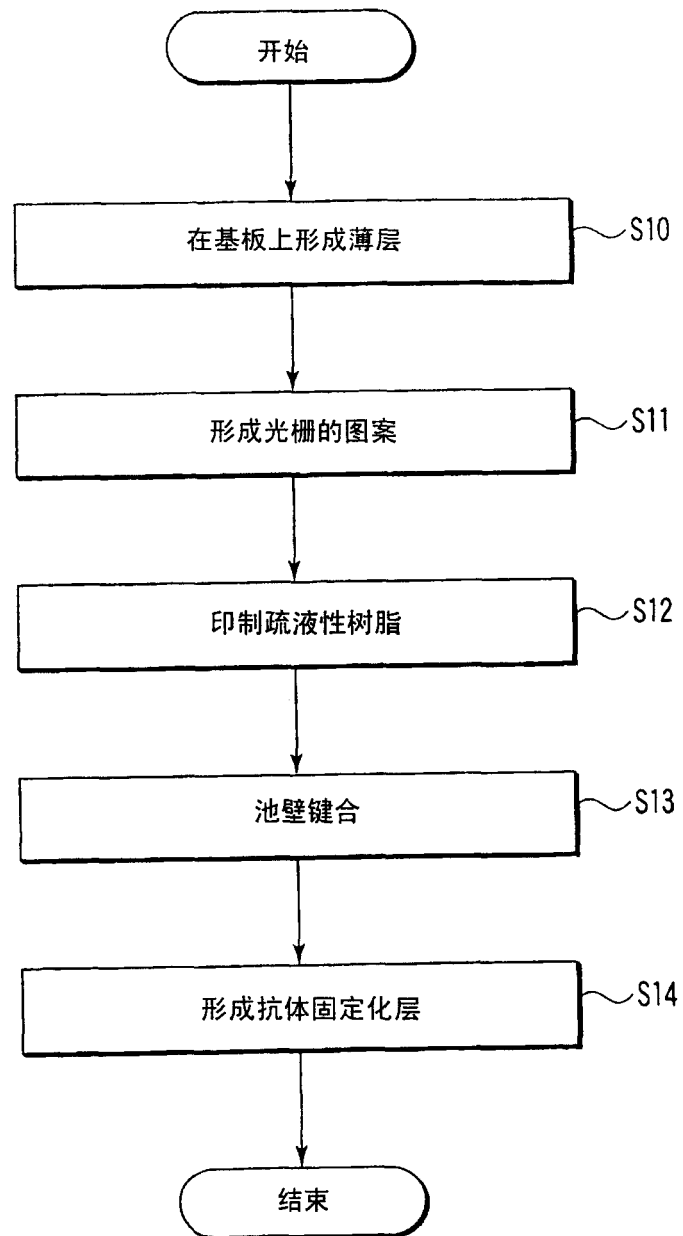 开始
在基板上形成薄层
S10
形成光栅的图案
S11
印制疏液性树脂
S12
池壁键合
S13
形成抗体固定化层
S14
结束